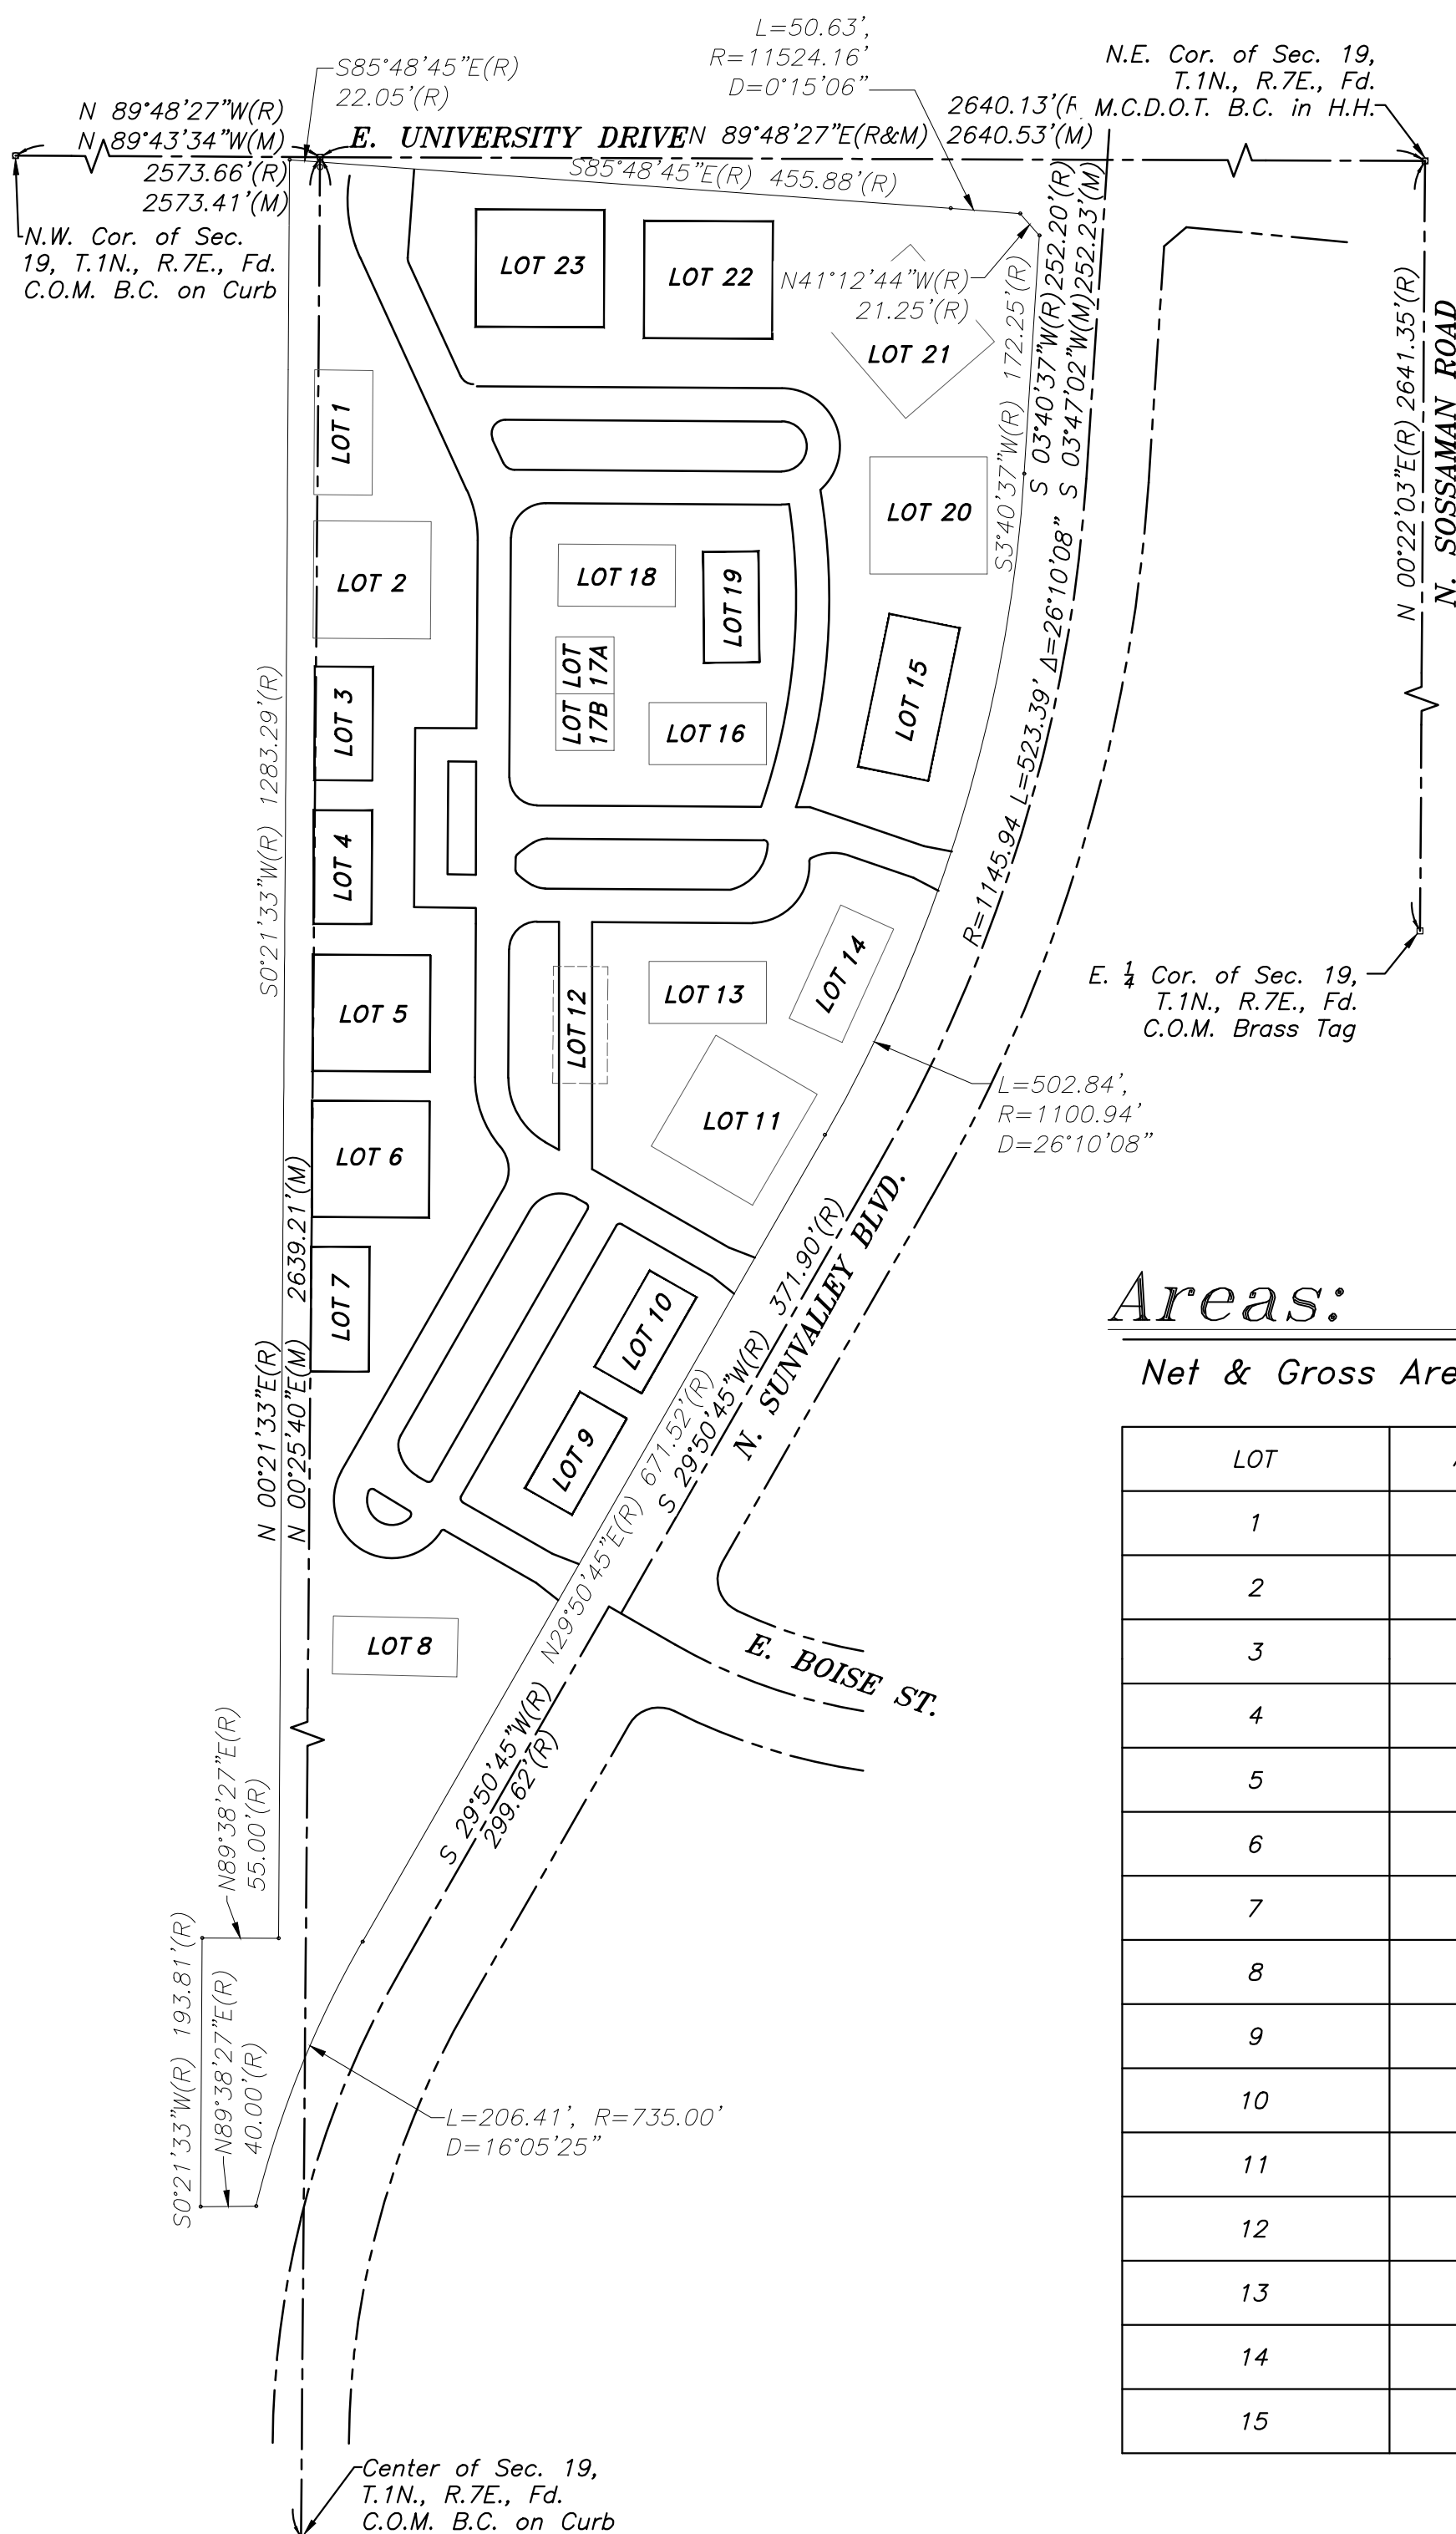 L=50.63',
R=11524.16'
D=0°15'06"
N.E. Cor. of Sec. 19,
T.1N., R.7E., Fd.
M.C.D.O.T. B.C. in H.H.
S85°48'45"E(R)
22.05'(R)
N 89°48'27"W(R)
N 89°43'34"W(M)
2573.66'(R)
2573.41'(M)
E. UNIVERSITY DRIVE
N 89°48'27"E(R&M)
2640.13'(R
2640.53'(M)
S85°48'45"E(R) 455.88'(R)
N.W. Cor. of Sec.
19, T.1N., R.7E., Fd.
C.O.M. B.C. on Curb
LOT 23
LOT 22
N41°12'44"W(R)
21.25'(R)
LOT 21
S3°40'37"W(R) 172.25'(R)
S 03°40'37"W(R)252.20'(R)
S 03°47'02"W(M)252.23'(M)
N 00°22'03"E(R) 2641.35'(R)
N. SOSSAMAN ROAD
LOT 1
LOT 20
LOT 2
LOT 18
LOT 19
LOT 17A
LOT 17B
LOT 16
LOT 15
LOT 3
S0°21'33"W(R) 1283.29'(R)
LOT 4
R=1145.94 L=523.39' Δ=26°10'08"
E. 1/4 Cor. of Sec. 19,
T.1N., R.7E., Fd.
C.O.M. Brass Tag
LOT 14
LOT 13
LOT 12
LOT 5
L=502.84',
R=1100.94'
D=26°10'08"
LOT 11
LOT 6
LOT 7
N 00°21'33"E(R)
N 00°25'40"E(M) 2639.21'(M)
LOT 10
LOT 9
S 29°50'45"W(R) 371.90'(R)
N. SUNVALLEY BLVD.
N29°50'45"E(R) 671.52'(R)
LOT 8
E. BOISE ST.
S 29°50'45"W(R)
299.62'(R)
N89°38'27"E(R)
55.00'(R)
S0°21'33"W(R) 193.81'(R)
N89°38'27"E(R)
40.00'(R)
L=206.41', R=735.00'
D=16°05'25"
Center of Sec. 19,
T.1N., R.7E., Fd.
C.O.M. B.C. on Curb
Areas:
Net & Gross Are
LOT
1
2
3
4
5
6
7
8
9
10
11
12
13
14
15